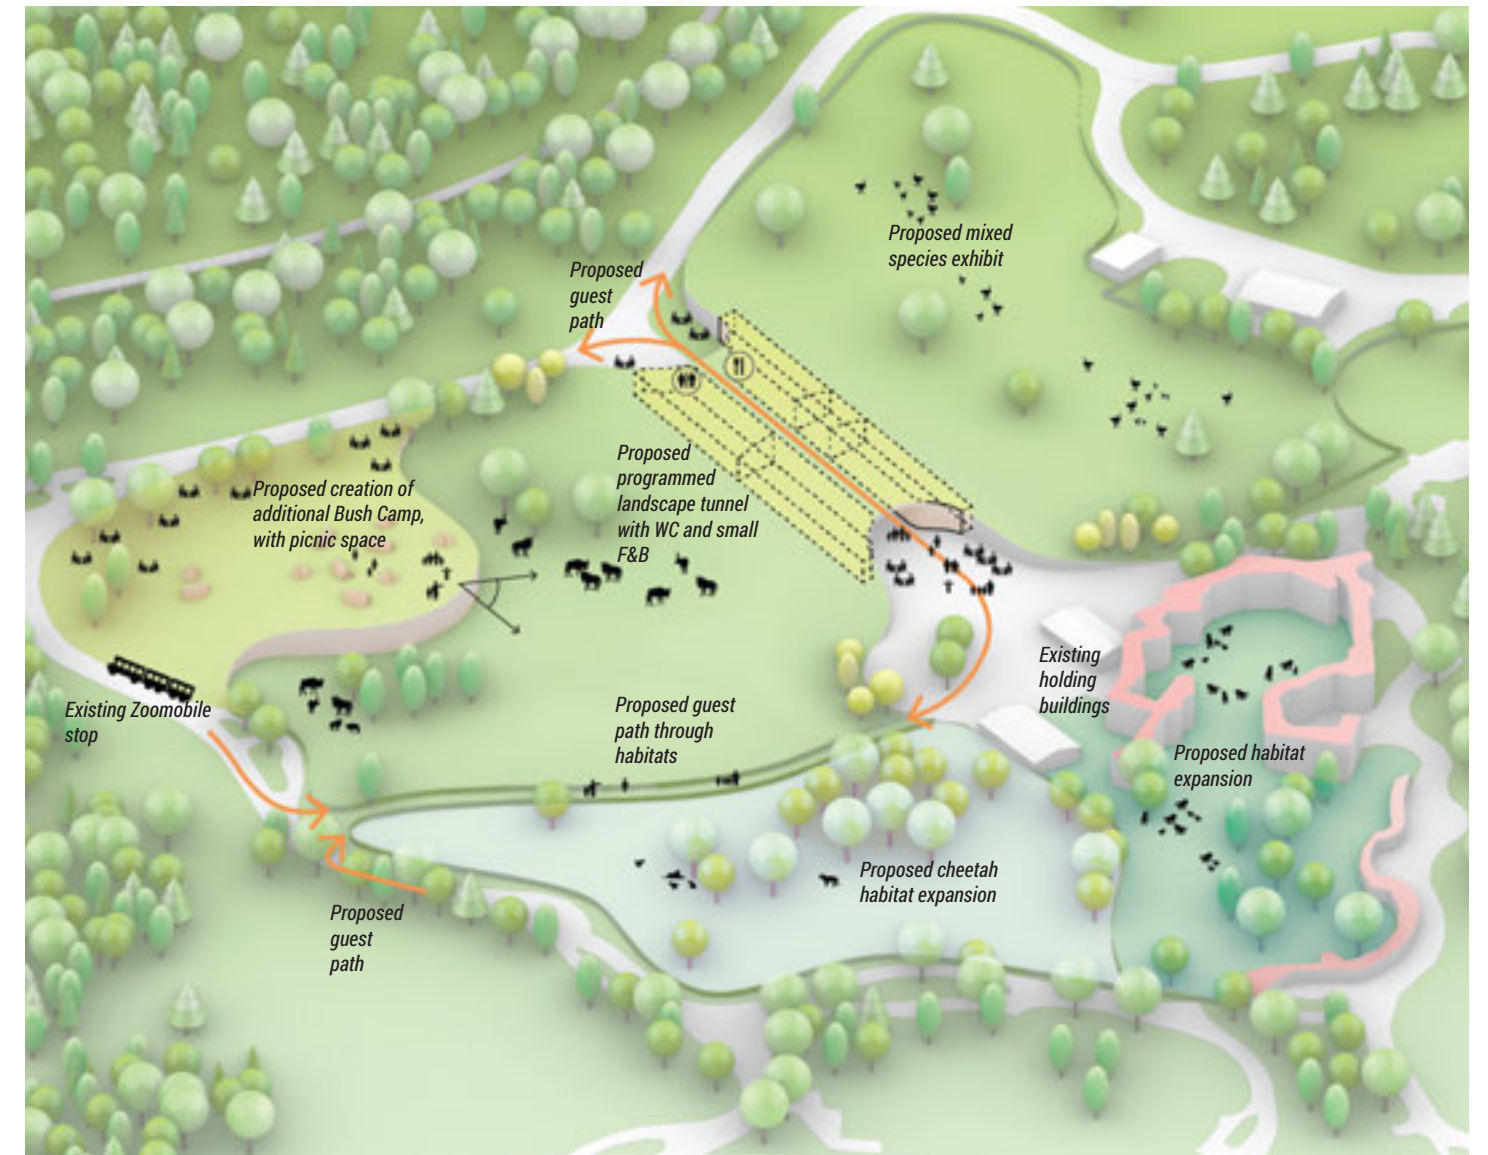 Proposed mixed
species exhibit
Proposed
guest
path
Proposed
programmed
landscape tunnel
with WC and small
F&B
Proposed creation of
additional Bush Camp,
with picnic space
Existing
holding
buildings
Existing Zoomobile
stop
Proposed guest
path through
habitats
Proposed habitat
expansion
Proposed cheetah
habitat expansion
Proposed
guest
path